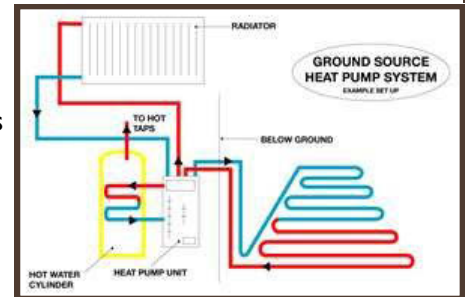 RADIATOR
GROUND SOURCE
HEAT PUMP SYSTEM
EXAMPLE SET UP
TO HOT
TAPS
BELOW GROUND
s
HOT WATER
CYLINDER
HEAT PUMP UNIT